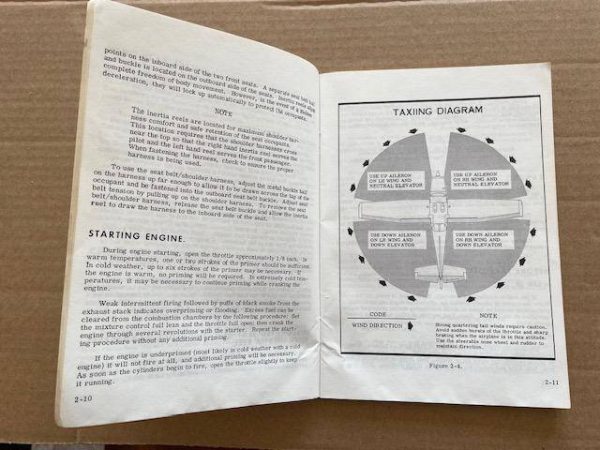 points on the inboard side of the two front seats. A separate seat belt half
and buckle is located on the outboard side of the seats. Inertia reels allow
complete freedom of body movement. However, in the event of a sudden
deceleration, they will lock up automatically to protect the occupants.
NOTE
The inertia reels are located for maximum shoulder har-
ness comfort and safe retention of the seat occupants.
This location requires that the shoulder harnesses cross
near the top so that the right hand inertia reel serves the
pilot and the left hand reel serves the front passenger.
When fastening the harness, check to ensure the proper
harness is being used.
To use the seat belt/shoulder harness, adjust the metal buckle half
on the harness up far enough to allow it to be drawn across the lap of the
occupant and be fastened into the outboard seat belt buckle. Adjust seat
belt tension by pulling up on the shoulder harness. To remove the seat
belt/shoulder harness, release the seat belt buckle and allow the inertia
reel to draw the harness to the inboard side of the seat.
STARTING ENGINE.
During engine starting, open the throttle approximately 1/8 inch. In
warm temperatures, one or two strokes of the primer should be sufficient.
In cold weather, up to six strokes of the primer may be necessary. If
the engine is warm, no priming will be required. In extremely cold tem-
peratures, it may be necessary to continue priming while cranking the
engine.
Weak intermittent firing followed by puffs of black smoke from the
exhaust stack indicates overpriming or flooding. Excess fuel can be
cleared from the combustion chambers by the following procedure: Set
the mixture control full lean and the throttle full open; then crank the
engine through several revolutions with the starter. Repeat the start-
ing procedure without any additional priming.
If the engine is underprimed (most likely in cold weather with a cold
engine) it will not fire at all, and additional priming will be necessary.
As soon as the cylinders begin to fire, open the throttle slightly to keep
it running.
2-10
TAXIING DIAGRAM
USE UP AILERON
ON LH WING AND
NEUTRAL ELEVATOR
USE UP AILERON
ON RH WING AND
NEUTRAL ELEVATOR
USE DOWN AILERON
ON LH WING AND
DOWN ELEVATOR
USE DOWN AILERON
ON RH WING AND
DOWN ELEVATOR
CODE
WIND DIRECTION
NOTE
Strong quartering tail winds require caution.
Avoid sudden bursts of the throttle and sharp
braking when the airplane is in this attitude.
Use the steerable nose wheel and rudder to
maintain direction.
Figure 2-4.
2-11